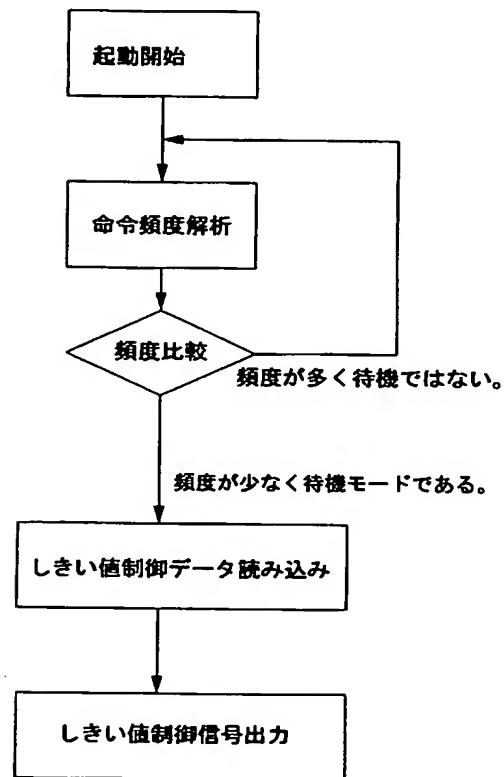 起動開始
命令頻度解析
頻度比較
頻度が多く待機ではない。
頻度が少なく待機モードである。
しきい値制御データ読み込み
しきい値制御信号出力